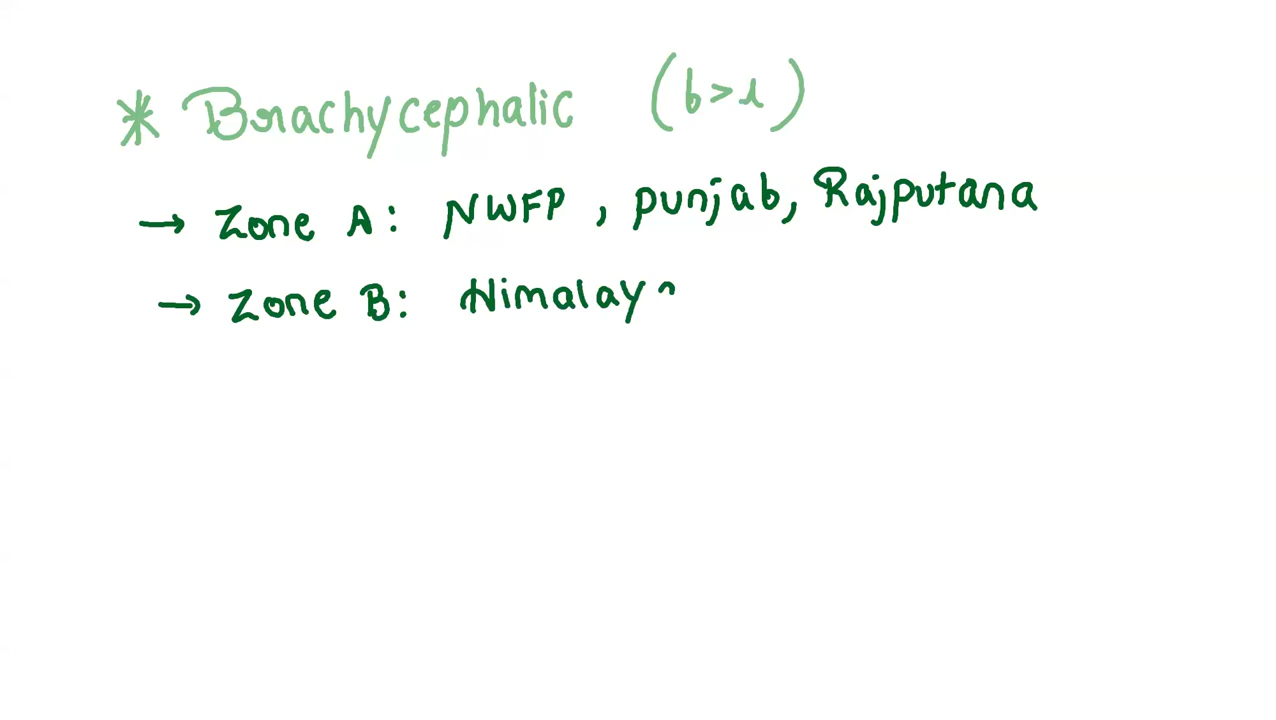 * Brachycephalic (b>l)
→ Zone A: NWFP, punjab, Rajputana
→ Zone B: Himalay